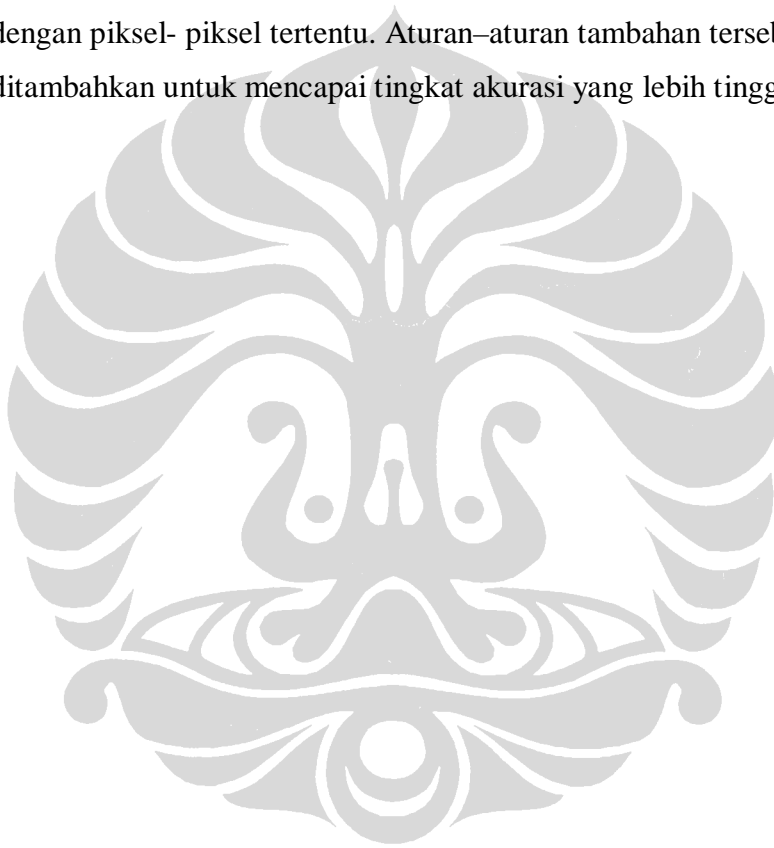 dengan piksel- piksel tertentu. Aturan–aturan tambahan terseb
ditambahkan untuk mencapai tingkat akurasi yang lebih tingg